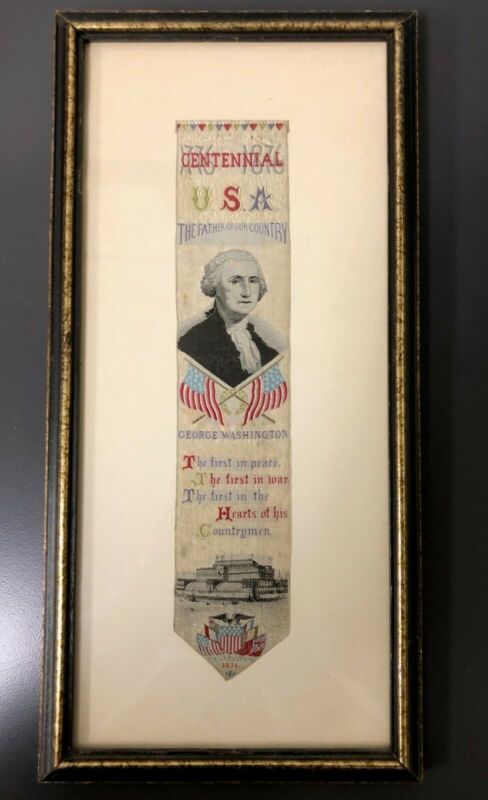 1776 1876
CENTENNIAL
U.S.A
THE FATHER OF OUR COUNTRY
GEORGE WASHINGTON
The first in peace.
The first in war.
The first in the
Hearts of his
Countrymen.
PHILADELPHIA
1876.